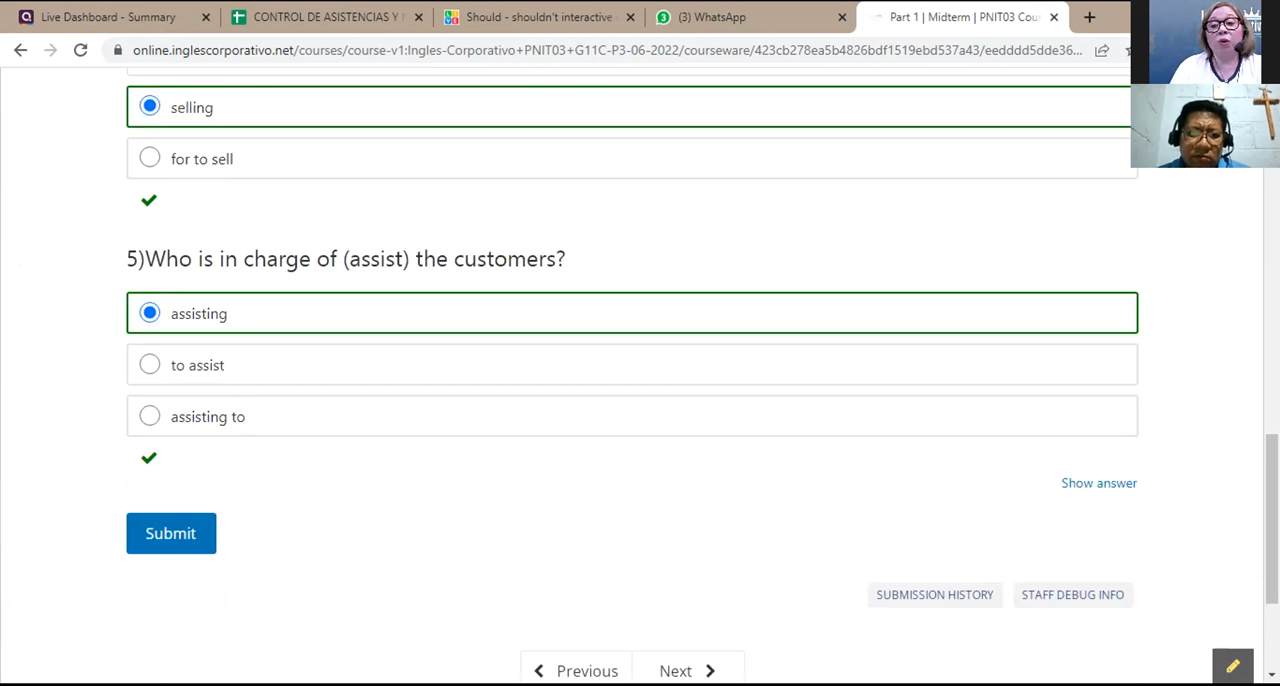 Live Dashboard - Summary
CONTROL DE ASISTENCIAS Y
Should - shouldn't interactive
3
(3) WhatsApp
Part 1 | Midterm | PNIT03 Cou
online.inglescorporativo.net/courses/course-v1:Ingles-Corporativo+PNIT03+G11C-P3-06-2022/courseware/423cb278ea5b4826bdf1519ebd537a43/eedddd5dde36...
selling
for to sell
5)Who is in charge of (assist) the customers?
assisting
to assist
assisting to
Show answer
Submit
SUBMISSION HISTORY
STAFF DEBUG INFO
Previous
Next